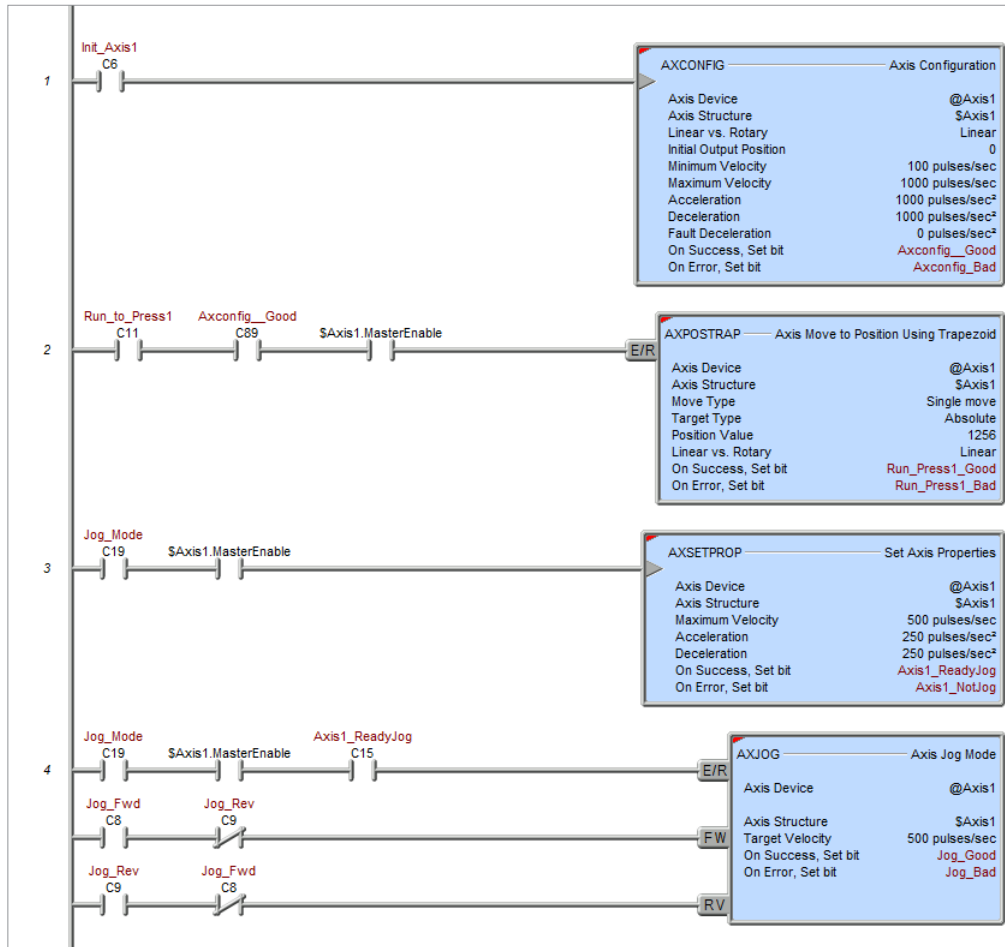 Init_Axis1
C6
1
AXCONFIG Axis Configuration
Axis Device @Axis1
Axis Structure $Axis1
Linear vs. Rotary Linear
Initial Output Position 0
Minimum Velocity 100 pulses/sec
Maximum Velocity 1000 pulses/sec
Acceleration 1000 pulses/sec²
Deceleration 1000 pulses/sec²
Fault Deceleration 0 pulses/sec²
On Success, Set bit Axconfig__Good
On Error, Set bit Axconfig_Bad
Run_to_Press1 Axconfig__Good
C11 C89 $Axis1.MasterEnable
2
E/R
AXPOSTRAP Axis Move to Position Using Trapezoid
Axis Device @Axis1
Axis Structure $Axis1
Move Type Single move
Target Type Absolute
Position Value 1256
Linear vs. Rotary Linear
On Success, Set bit Run_Press1_Good
On Error, Set bit Run_Press1_Bad
Jog_Mode
C19 $Axis1.MasterEnable
3
AXSETPROP Set Axis Properties
Axis Device @Axis1
Axis Structure $Axis1
Maximum Velocity 500 pulses/sec
Acceleration 250 pulses/sec²
Deceleration 250 pulses/sec²
On Success, Set bit Axis1_ReadyJog
On Error, Set bit Axis1_NotJog
Jog_Mode Axis1_ReadyJog
C19 $Axis1.MasterEnable C15
4
E/R
AXJOG Axis Jog Mode
Axis Device @Axis1
Axis Structure $Axis1
Target Velocity 500 pulses/sec
On Success, Set bit Jog_Good
On Error, Set bit Jog_Bad
Jog_Fwd Jog_Rev
C8 C9
FW
Jog_Rev Jog_Fwd
C9 C8
RV